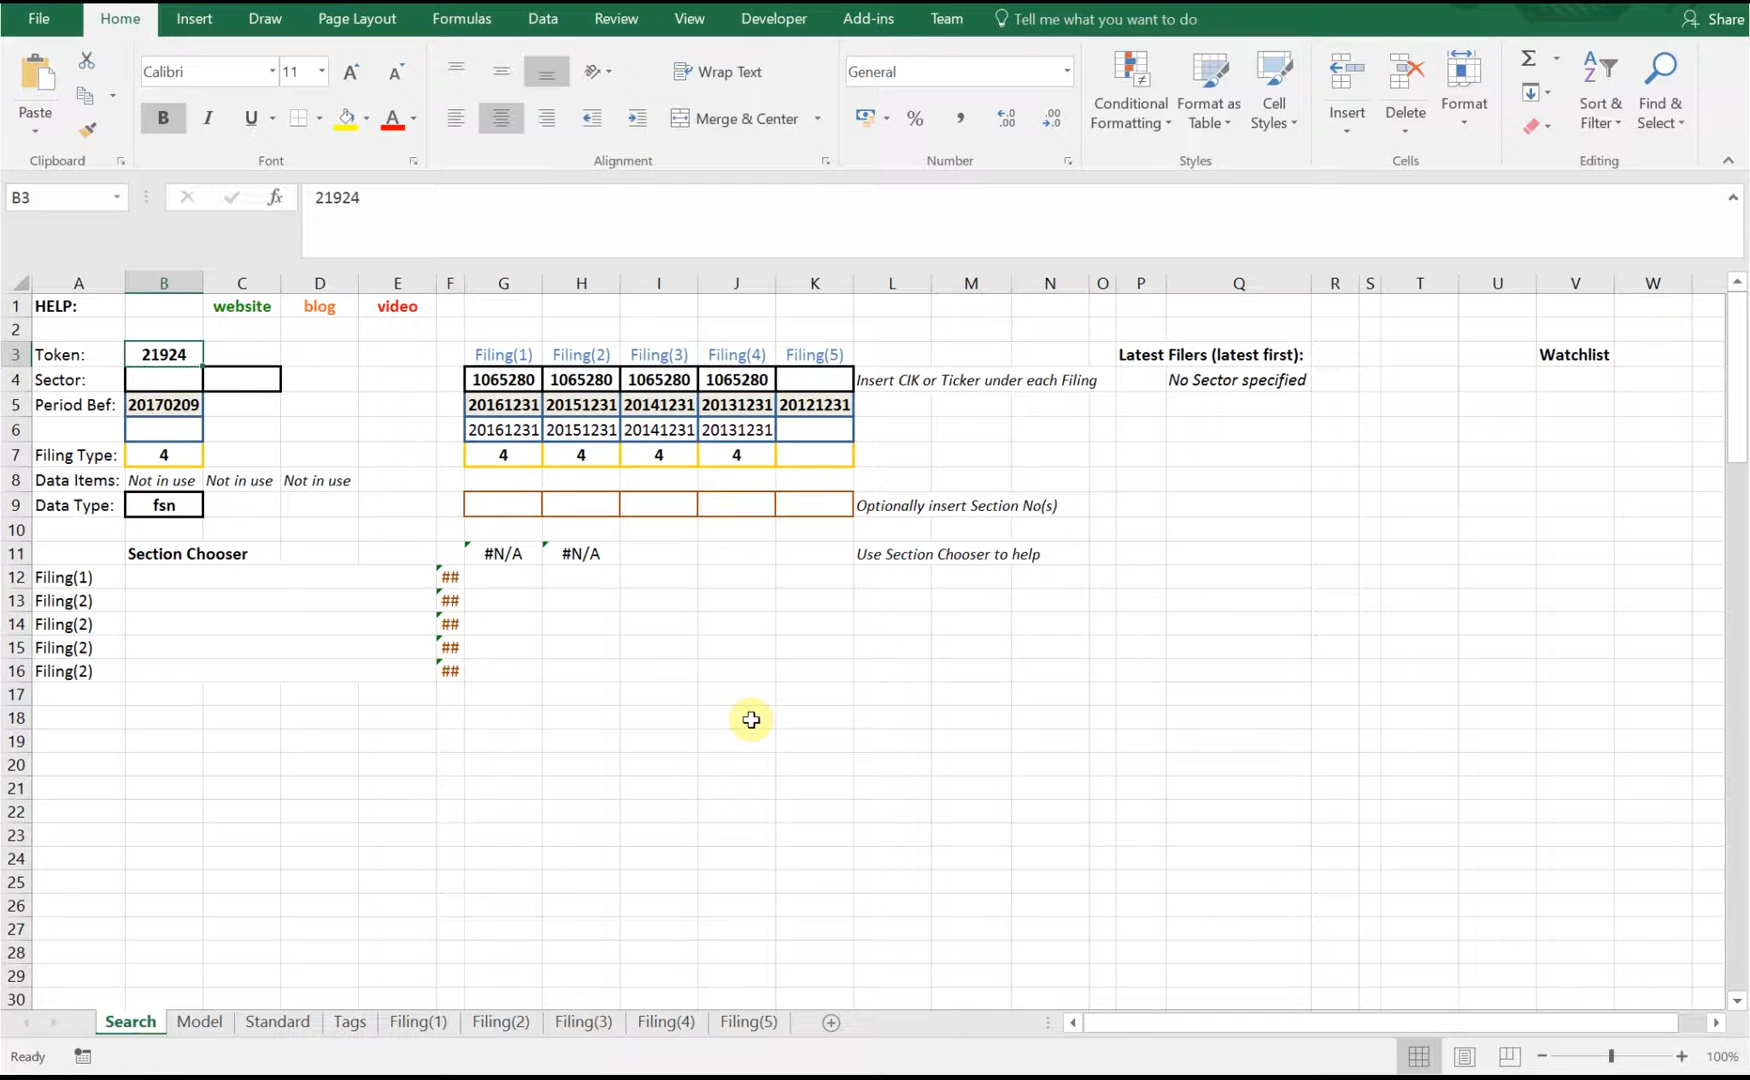 File Home Insert Draw Page Layout Formulas Data Review View Developer Add-ins Team Tell me what you want to do Share
Paste Calibri 11 B I U A Wrap Text Merge & Center General % , Conditional Formatting Format as Table Cell Styles Insert Delete Format Sort & Filter Find & Select
Clipboard Font Alignment Number Styles Cells Editing
B3 fx 21924
A B C D E F G H I J K L M N O P Q R S T U V W
1 HELP: website blog video
2
3 Token: 21924 Filing(1) Filing(2) Filing(3) Filing(4) Filing(5) Latest Filers (latest first): Watchlist
4 Sector: 1065280 1065280 1065280 1065280 Insert CIK or Ticker under each Filing No Sector specified
5 Period Bef: 20170209 20161231 20151231 20141231 20131231 20121231
6 20161231 20151231 20141231 20131231
7 Filing Type: 4 4 4 4 4
8 Data Items: Not in use Not in use Not in use
9 Data Type: fsn Optionally insert Section No(s)
10
11 Section Chooser #N/A #N/A Use Section Chooser to help
12 Filing(1) ##
13 Filing(2) ##
14 Filing(2) ##
15 Filing(2) ##
16 Filing(2) ##
17
18
19
20
21
22
23
24
25
26
27
28
29
30
Search Model Standard Tags Filing(1) Filing(2) Filing(3) Filing(4) Filing(5)
Ready 100%